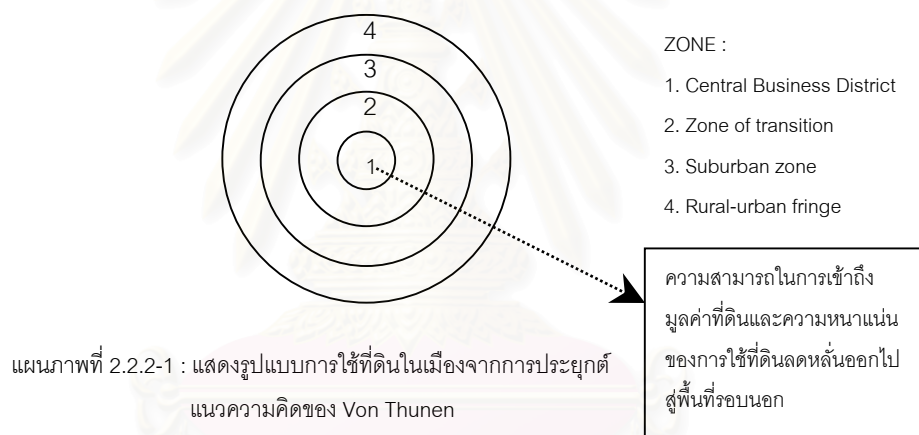 4
3
2
1
ZONE :
1. Central Business District
2. Zone of transition
3. Suburban zone
4. Rural-urban fringe
ความสามารถในการเข้าถึง
มูลค่าที่ดินและความหนาแน่น
ของการใช้ที่ดินลดหลั่นออกไป
สู่พื้นที่รอบนอก
แผนภาพที่ 2.2.2-1 : แสดงรูปแบบการใช้ที่ดินในเมืองจากการประยุกต์
แนวความคิดของ Von Thunen